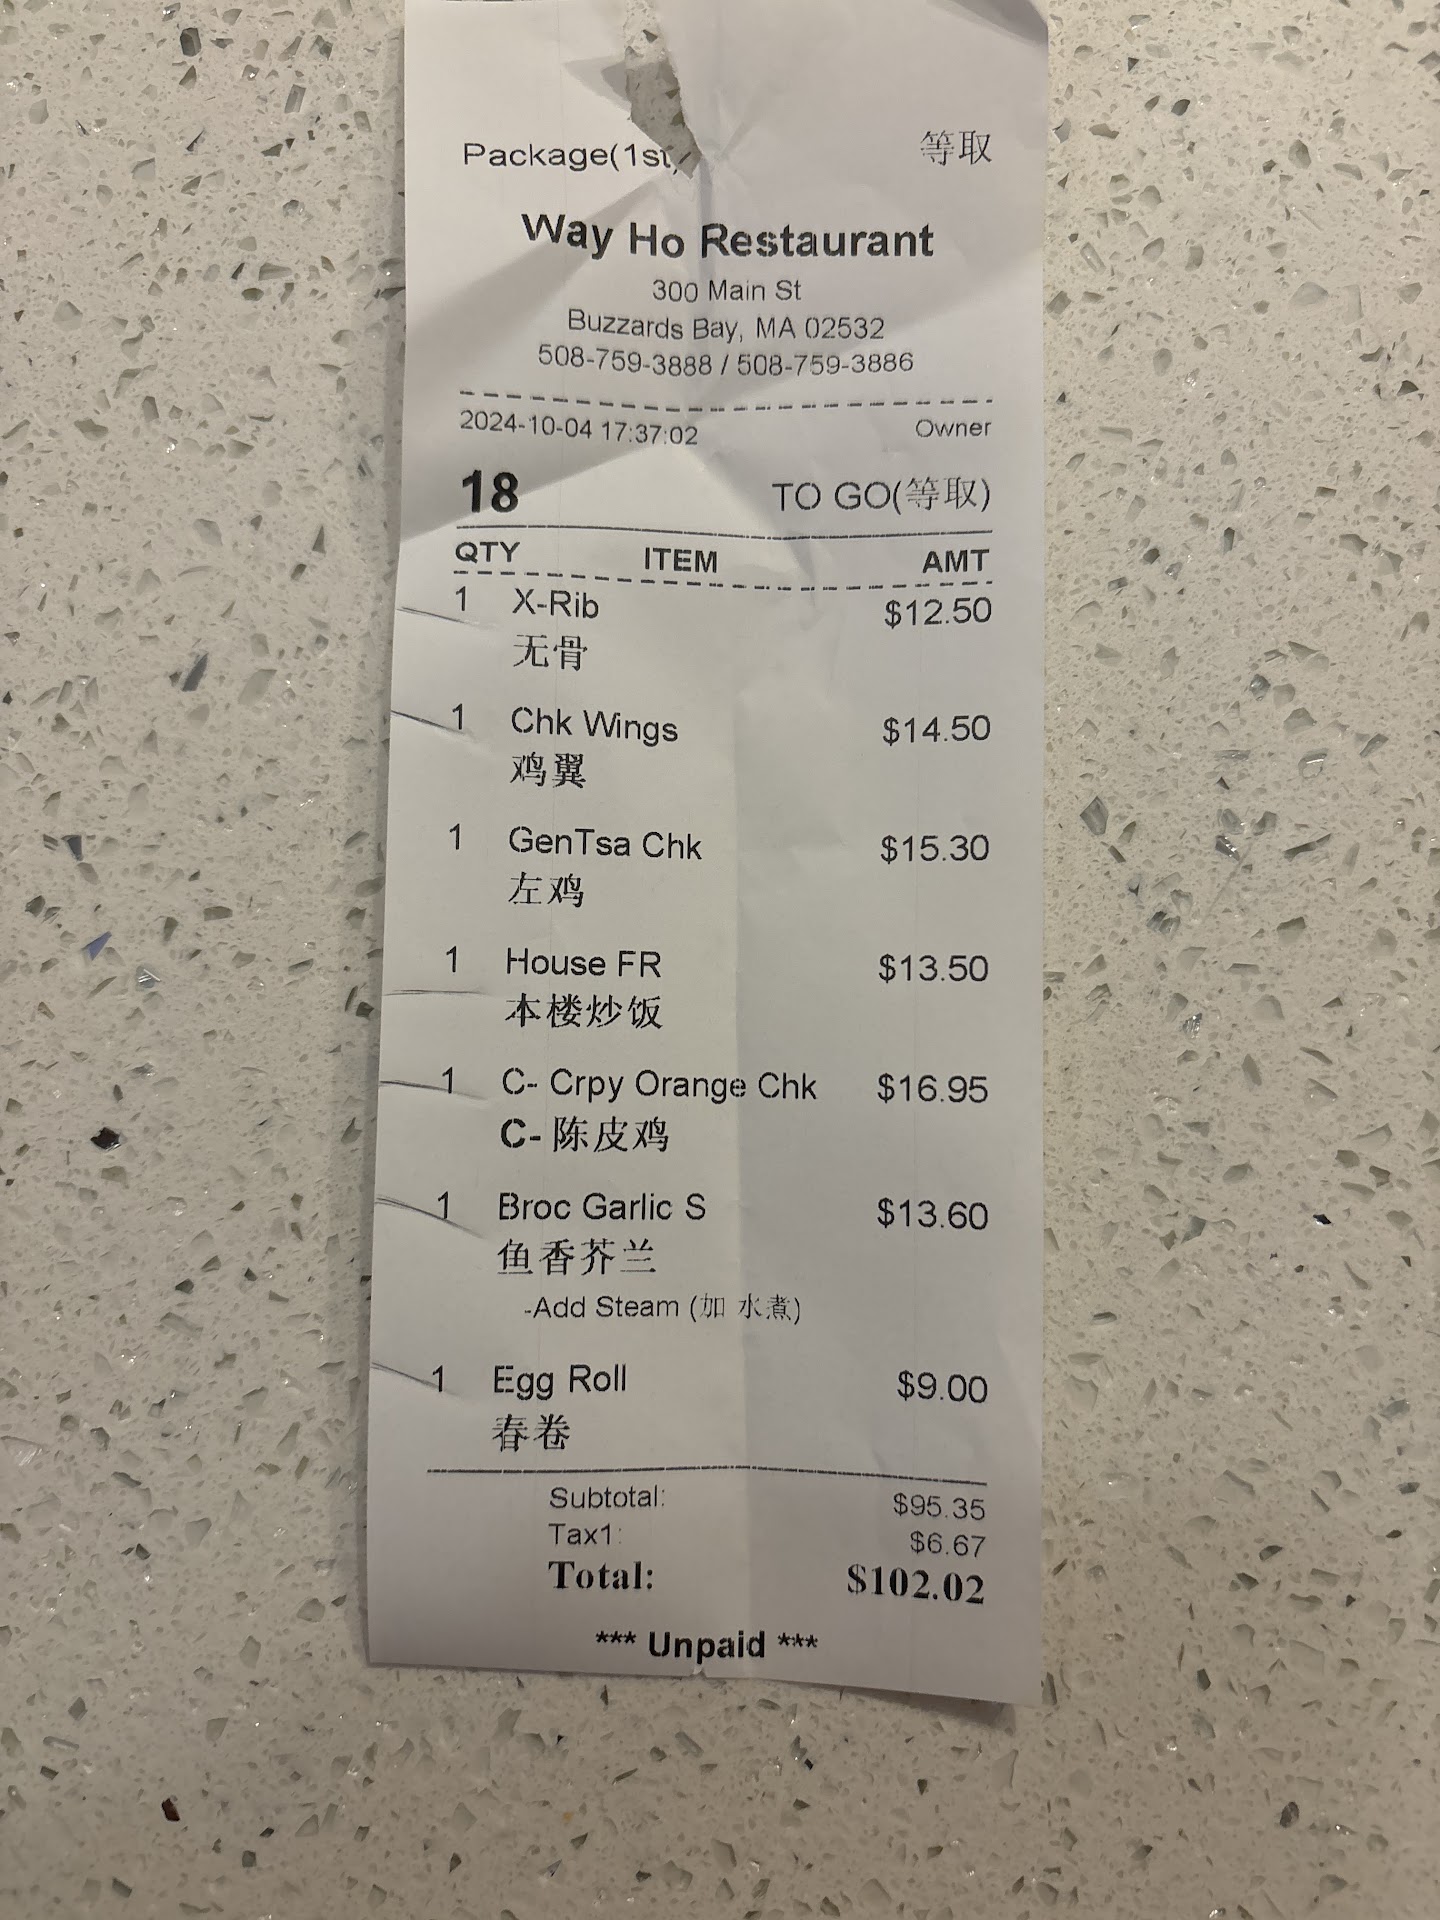 Package(1st) 等取
Way Ho Restaurant
300 Main St
Buzzards Bay, MA 02532
508-759-3888 / 508-759-3886
2024-10-04 17:37:02 Owner
18 TO GO(等取)
QTY ITEM AMT
1 X-Rib $12.50
无骨
1 Chk Wings $14.50
鸡翼
1 GenTsa Chk $15.30
左鸡
1 House FR $13.50
本楼炒饭
1 C- Crpy Orange Chk $16.95
C- 陈皮鸡
1 Broc Garlic S $13.60
鱼香芥兰
-Add Steam (加 水煮)
1 Egg Roll $9.00
春卷
Subtotal: $95.35
Tax1: $6.67
Total: $102.02
*** Unpaid ***